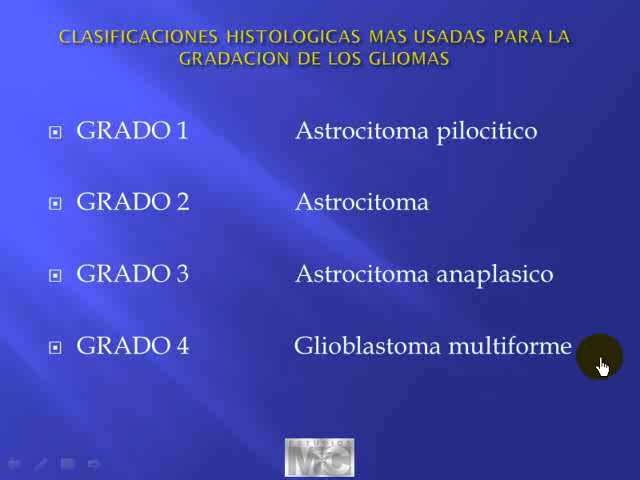 CLASIFICACIONES HISTOLOGICAS MAS USADAS PARA LA
GRADACION DE LOS GLIOMAS
GRADO 1 Astrocitoma pilocitico
GRADO 2 Astrocitoma
GRADO 3 Astrocitoma anaplasico
GRADO 4 Glioblastoma multiforme
ESTUDIOS
MC